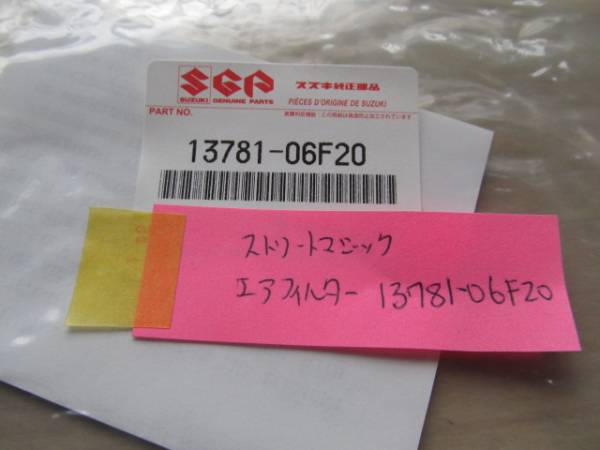 SGP スズキ純正部品
SUZUKI GENUINE PARTS PIÈCES D'ORIGINE DE SUZUKI
PART NO.
13781-06F20
ストリートマジック
エアフィルター 13781-06F20